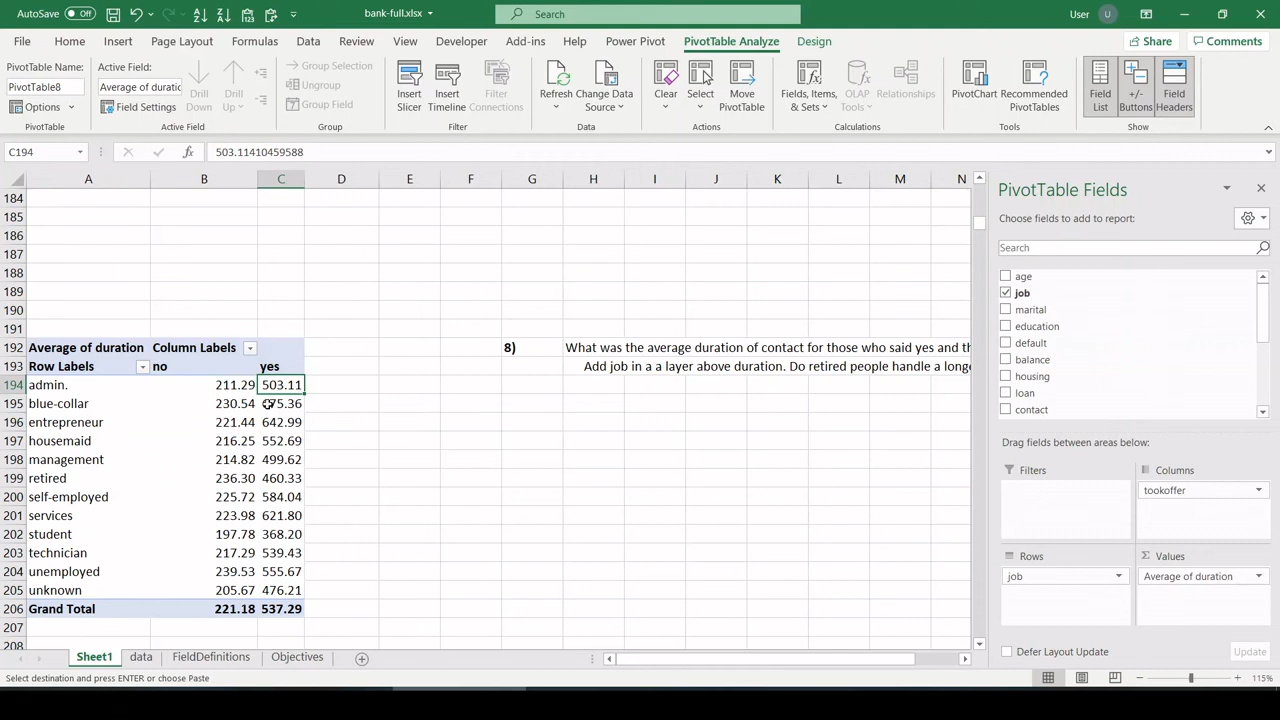 AutoSave Off bank-full.xlsx Search User U
File Home Insert Page Layout Formulas Data Review View Developer Add-ins Help Power Pivot PivotTable Analyze Design Share Comments
PivotTable Name: Active Field:
PivotTable8 Average of duratic
Options Field Settings
Drill Down Drill Up
Group Selection
Ungroup
Group Field
Insert Slicer Insert Timeline Filter Connections
Refresh Change Data Source
Clear Select Move PivotTable
Fields, Items, & Sets OLAP Tools Relationships
PivotChart Recommended PivotTables
Field List +/- Buttons Field Headers
PivotTable Active Field Group Filter Data Actions Calculations Tools Show
C194 fx 503.11410459588
A B C D E F G H I J K L M N
184
185
186
187
188
189
190
191
192 Average of duration Column Labels 8) What was the average duration of contact for those who said yes and th
193 Row Labels no yes Add job in a a layer above duration. Do retired people handle a longe
194 admin. 211.29 503.11
195 blue-collar 230.54 75.36
196 entrepreneur 221.44 642.99
197 housemaid 216.25 552.69
198 management 214.82 499.62
199 retired 236.30 460.33
200 self-employed 225.72 584.04
201 services 223.98 621.80
202 student 197.78 368.20
203 technician 217.29 539.43
204 unemployed 239.53 555.67
205 unknown 205.67 476.21
206 Grand Total 221.18 537.29
207
208
PivotTable Fields
Choose fields to add to report:
Search
age
job
marital
education
default
balance
housing
loan
contact
Drag fields between areas below:
Filters Columns
tookoffer
Rows Values
job Average of duration
Defer Layout Update Update
Sheet1 data FieldDefinitions Objectives
Select destination and press ENTER or choose Paste 115%